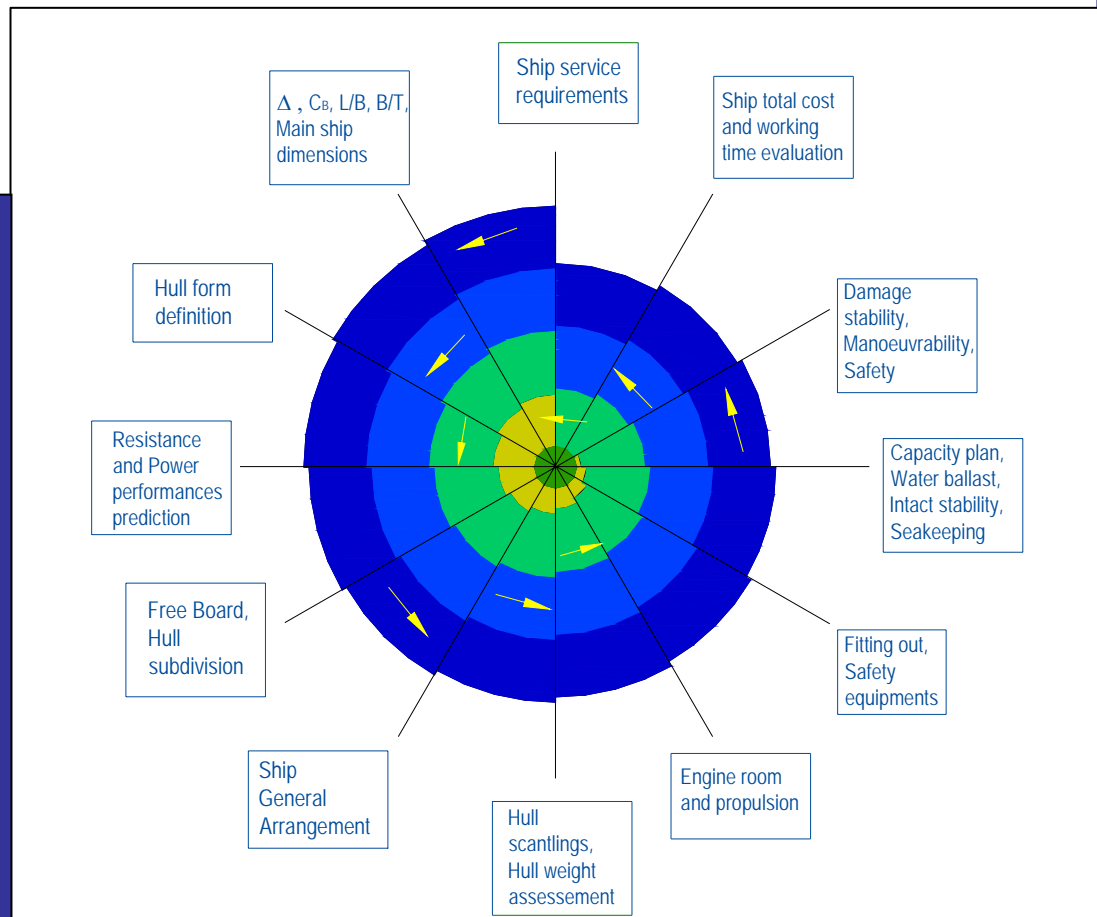 Ship service
requirements
Δ , CB, L/B, B/T,
Main ship
dimensions
Ship total cost
and working
time evaluation
Hull form
definition
Damage
stability,
Manoeuvrability,
Safety
Resistance
and Power
performances
prediction
Capacity plan,
Water ballast,
Intact stability,
Seakeeping
Free Board,
Hull
subdivision
Fitting out,
Safety
equipments
Ship
General
Arrangement
Engine room
and propulsion
Hull
scantlings,
Hull weight
assessement